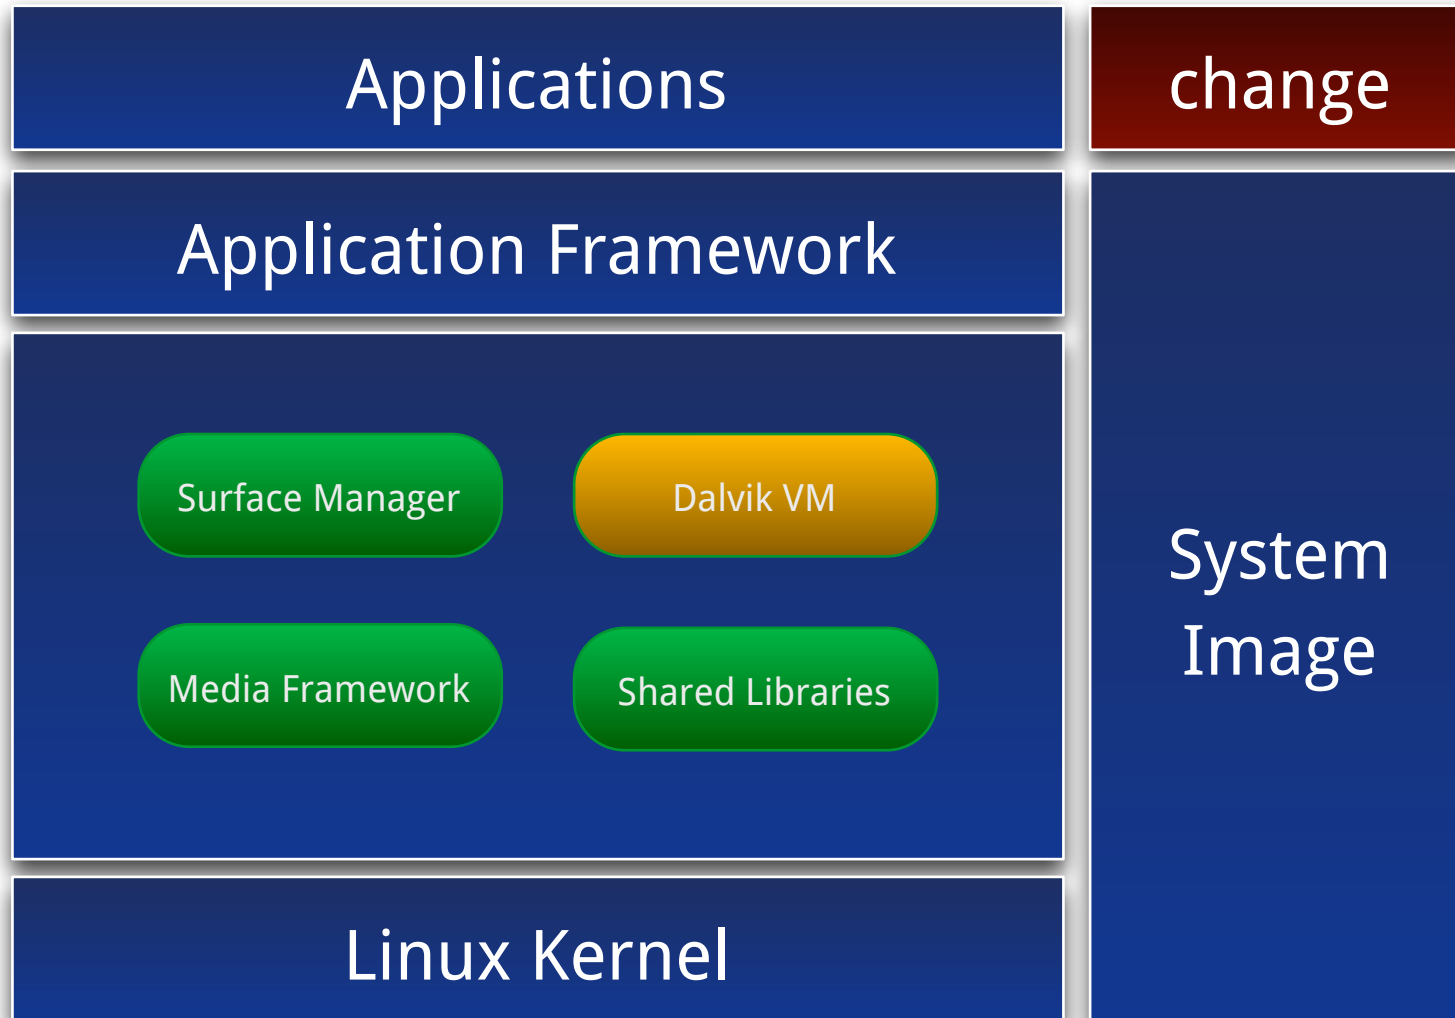 Applications
change
Application Framework
Surface Manager
Dalvik VM
Media Framework
Shared Libraries
System
Image
Linux Kernel